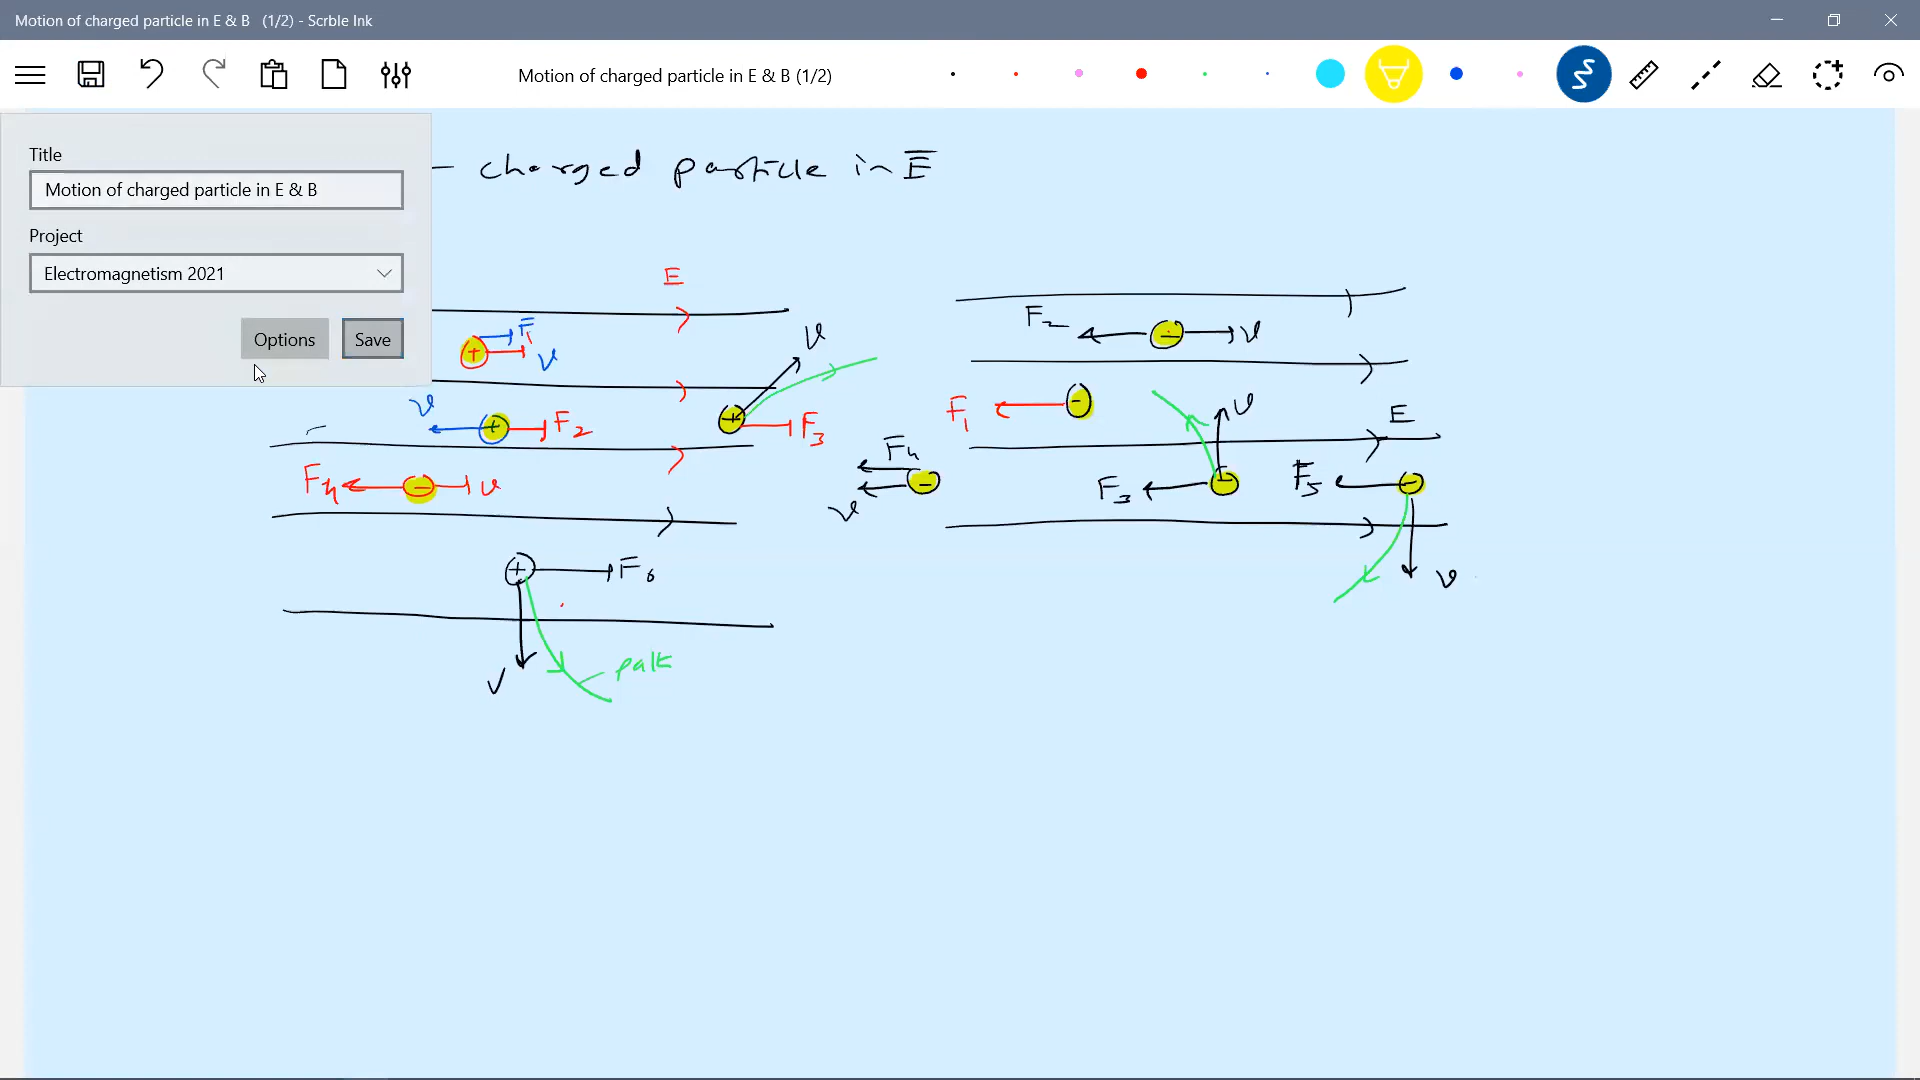 Motion of charged particle in E & B (1/2) - Scrble Ink
Motion of charged particle in E & B (1/2)
Title
Motion of charged particle in E & B
Project
Electromagnetism 2021
Options
Save
charged particle in E̅
E
F1
v
v
F2
v
F3
F4
v
F6
V
path
F2
v
F1
v
E
F4
v
F3
F5
v